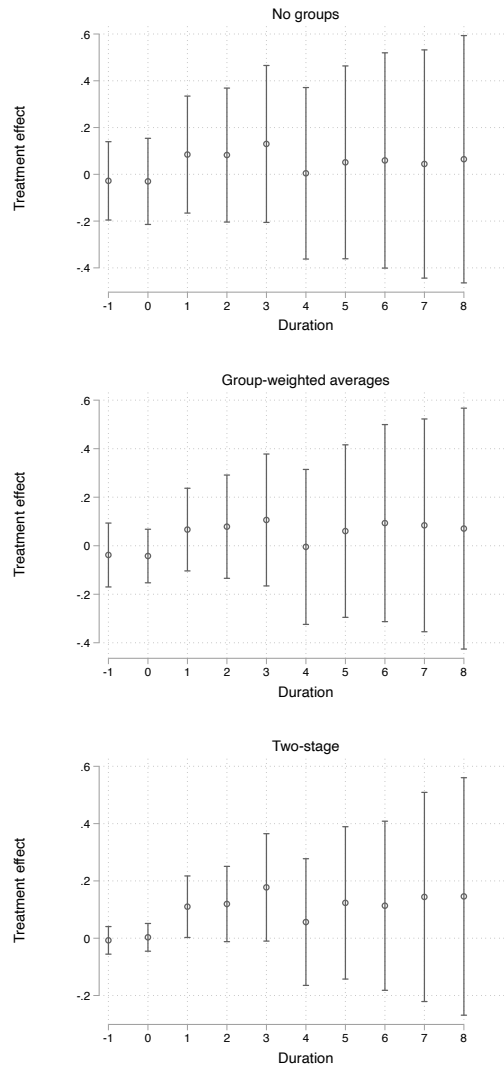 No groups
Treatment effect
.6
.4
.2
0
-.2
-.4
-1 0 1 2 3 4 5 6 7 8
Duration
Group-weighted averages
Treatment effect
.6
.4
.2
0
-.2
-.4
-1 0 1 2 3 4 5 6 7 8
Duration
Two-stage
Treatment effect
.6
.4
.2
0
-.2
-1 0 1 2 3 4 5 6 7 8
Duration